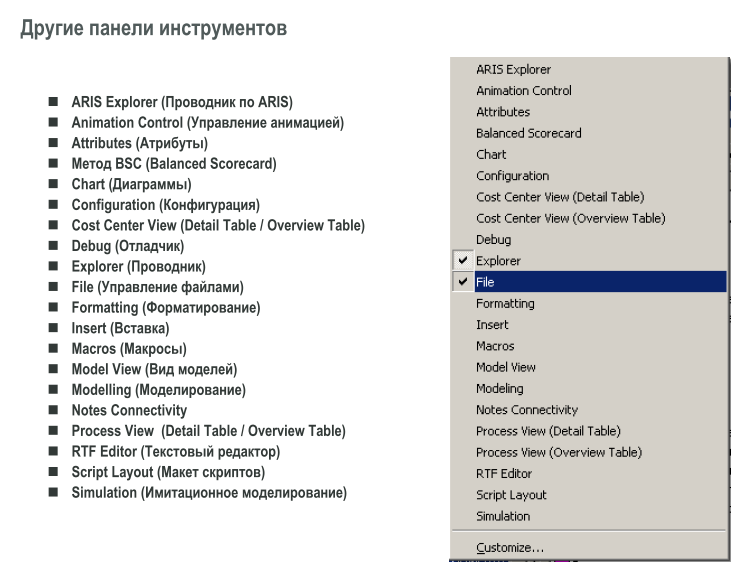 Другие панели инструментов
ARIS Explorer (Проводник по ARIS)
Animation Control (Управление анимацией)
Attributes (Атрибуты)
Метод BSC (Balanced Scorecard)
Chart (Диаграммы)
Configuration (Конфигурация)
Cost Center View (Detail Table / Overview Table)
Debug (Отладчик)
Explorer (Проводник)
File (Управление файлами)
Formatting (Форматирование)
Insert (Вставка)
Macros (Макросы)
Model View (Вид моделей)
Modelling (Моделирование)
Notes Connectivity
Process View (Detail Table / Overview Table)
RTF Editor (Текстовый редактор)
Script Layout (Макет скриптов)
Simulation (Имитационное моделирование)
ARIS Explorer
Animation Control
Attributes
Balanced Scorecard
Chart
Configuration
Cost Center View (Detail Table)
Cost Center View (Overview Table)
Debug
Explorer
File
Formatting
Insert
Macros
Model View
Modeling
Notes Connectivity
Process View (Detail Table)
Process View (Overview Table)
RTF Editor
Script Layout
Simulation
Customize...